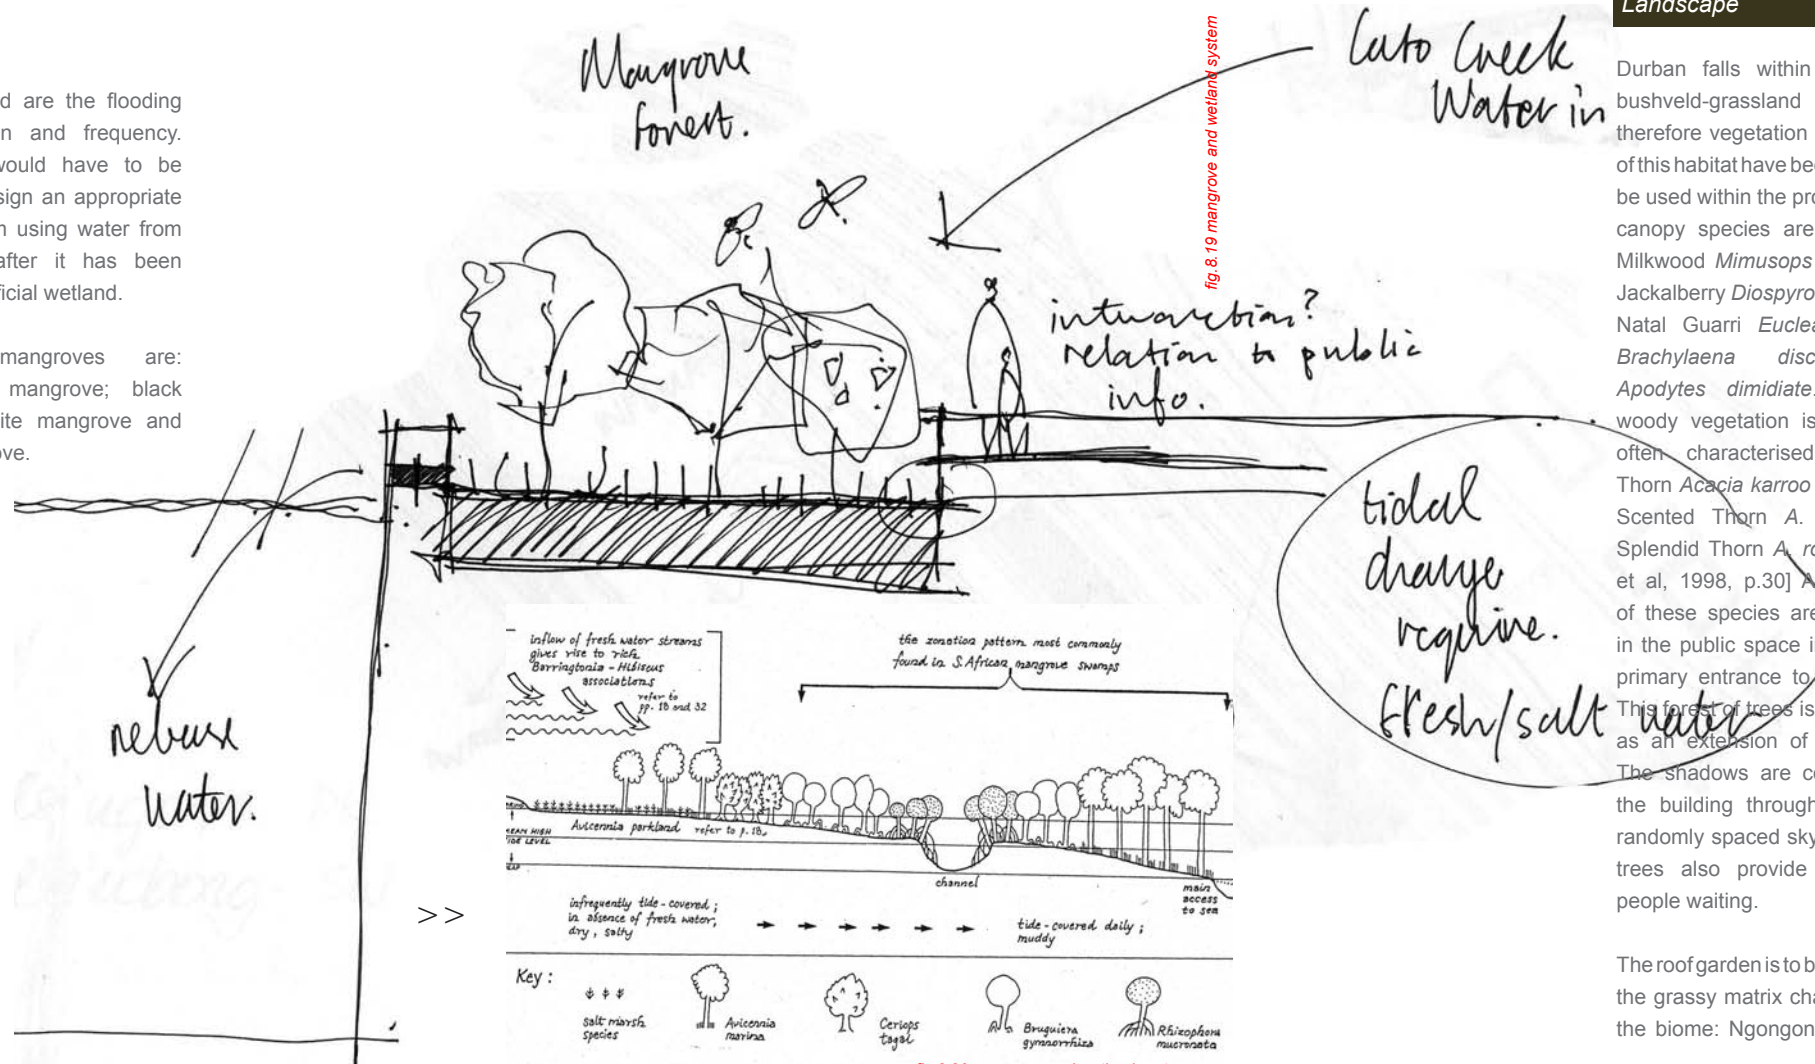 d are the flooding
n and frequency.
would have to be
sign an appropriate
n using water from
after it has been
ficial wetland.
mangroves are:
mangrove; black
ite mangrove and
ove.
Mangrove
forest.
fig.8.19 mangrove and wetland system
Cato Creek
Water in
interaction?
relation to public
info.
tidal
change
require.
fresh/salt water
release
water.
>>
inflow of fresh water streams
gives rise to rich
Barringtonia - Hibiscus
associations
refer to
pp. 18 and 32
the zonation pattern most commonly
found in S. African mangrove swamps
Avicennia parkland refer to p. 18.
MEAN HIGH
TIDE LEVEL
channel
main
access
to sea
infrequently tide-covered;
in absence of fresh water,
dry, salty
tide-covered daily;
muddy
Key:
salt marsh
species
Avicennia
marina
Ceriops
tagal
Bruguiera
gymnorrhiza
Rhizophora
mucronata
Landscape
Durban falls within
bushveld-grassland
therefore vegetation
of this habitat have bee
be used within the pro
canopy species are
Milkwood Mimusops
Jackalberry Diospyro
Natal Guarri Euclea
Brachylaena disc
Apodytes dimidiate.
woody vegetation is
often characterised
Thorn Acacia karroo
Scented Thorn A.
Splendid Thorn A. ro
et al, 1998, p.30] A
of these species are
in the public space i
primary entrance to
This forest of trees is
as an extension of
The shadows are c
the building through
randomly spaced sky
trees also provide
people waiting.
The roof garden is to b
the grassy matrix cha
the biome: Ngongon